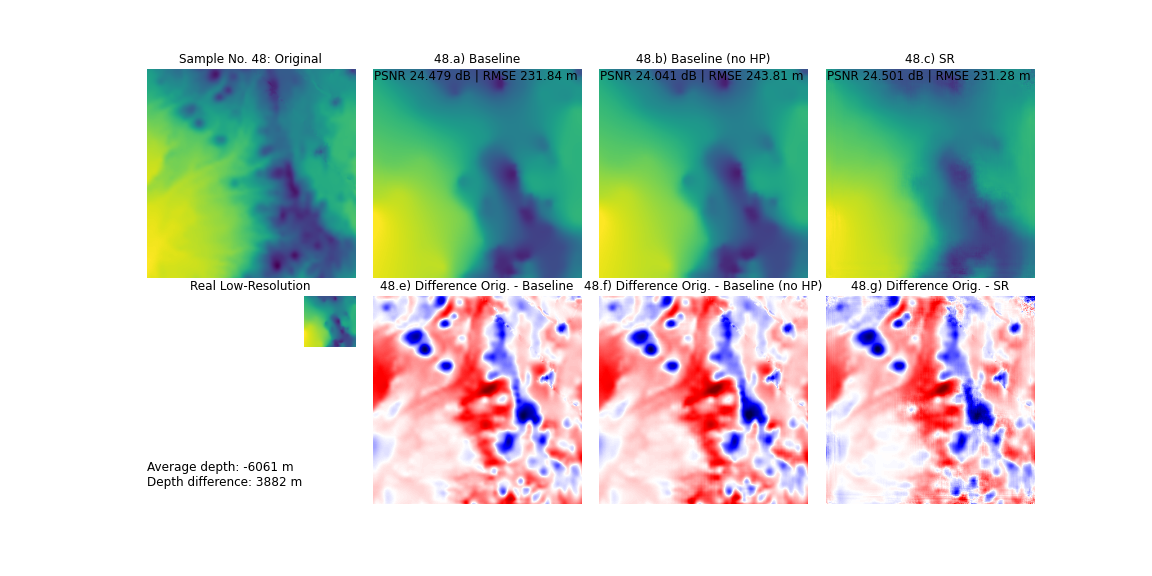 Sample No. 48: Original
48.a) Baseline
48.b) Baseline (no HP)
48.c) SR
PSNR 24.479 dB | RMSE 231.84 m
PSNR 24.041 dB | RMSE 243.81 m
PSNR 24.501 dB | RMSE 231.28 m
Real Low-Resolution
48.e) Difference Orig. - Baseline
48.f) Difference Orig. - Baseline (no HP)
48.g) Difference Orig. - SR
Average depth: -6061 m
Depth difference: 3882 m